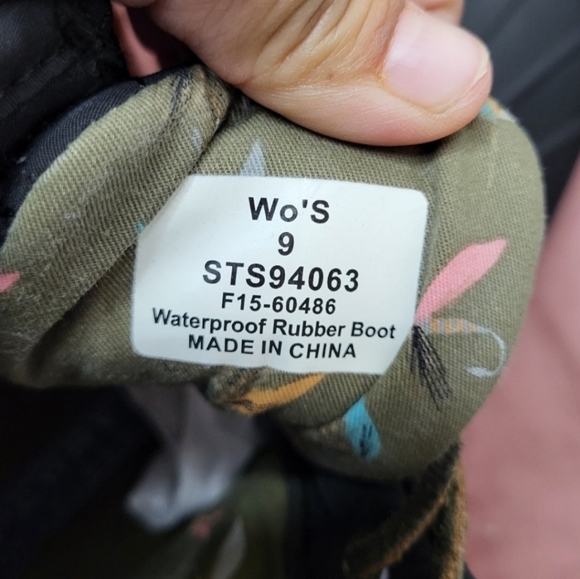 Wo'S
9
STS94063
F15-60486
Waterproof Rubber Boot
MADE IN CHINA